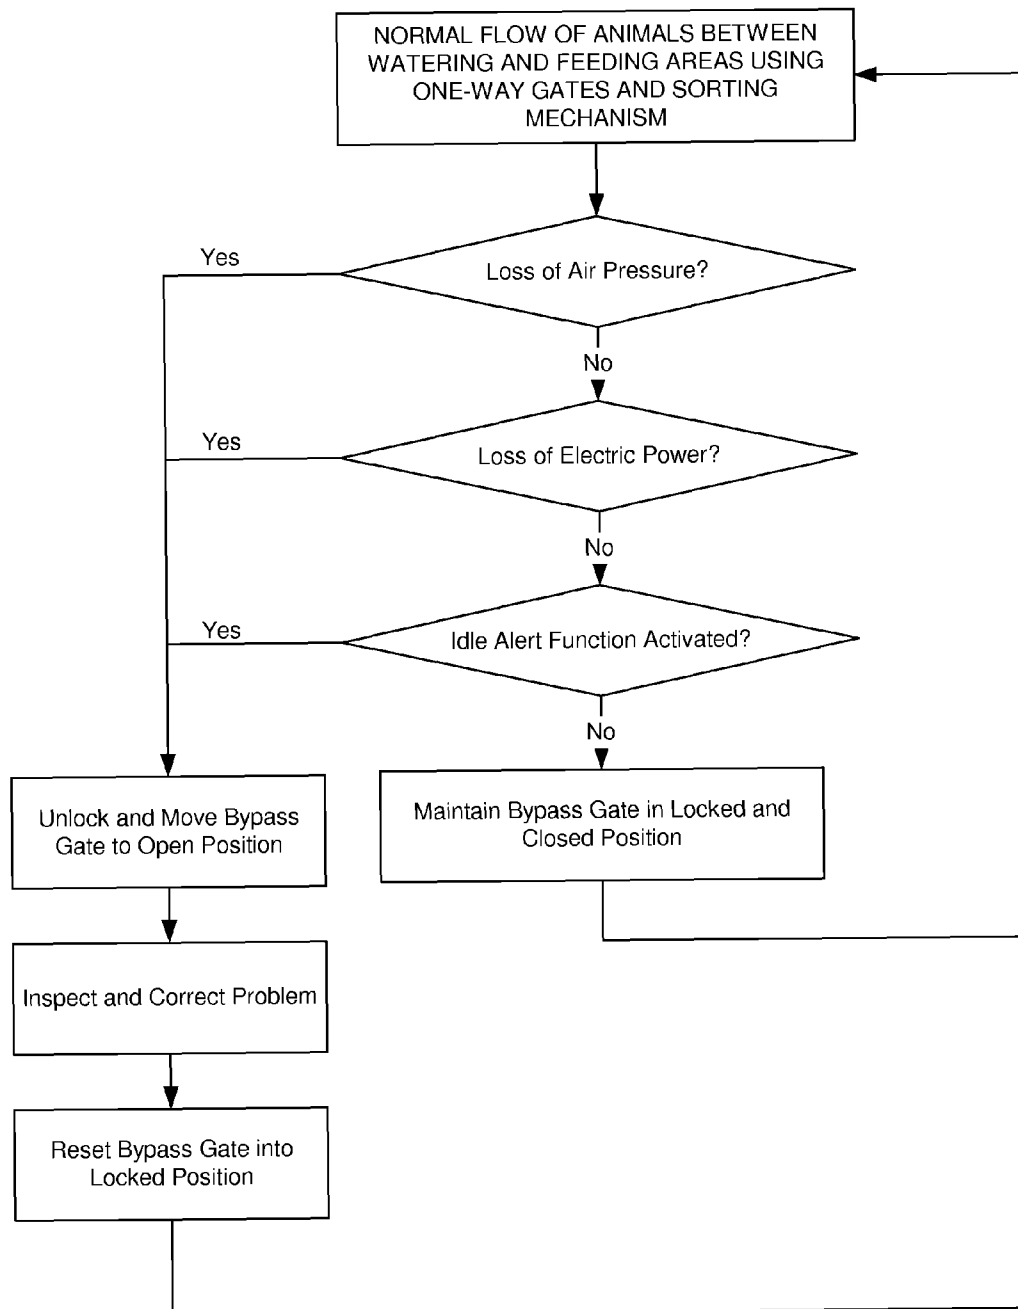 NORMAL FLOW OF ANIMALS BETWEEN
WATERING AND FEEDING AREAS USING
ONE-WAY GATES AND SORTING
MECHANISM
Yes
Loss of Air Pressure?
No
Yes
Loss of Electric Power?
No
Yes
Idle Alert Function Activated?
No
Unlock and Move Bypass
Gate to Open Position
Maintain Bypass Gate in Locked and
Closed Position
Inspect and Correct Problem
Reset Bypass Gate into
Locked Position